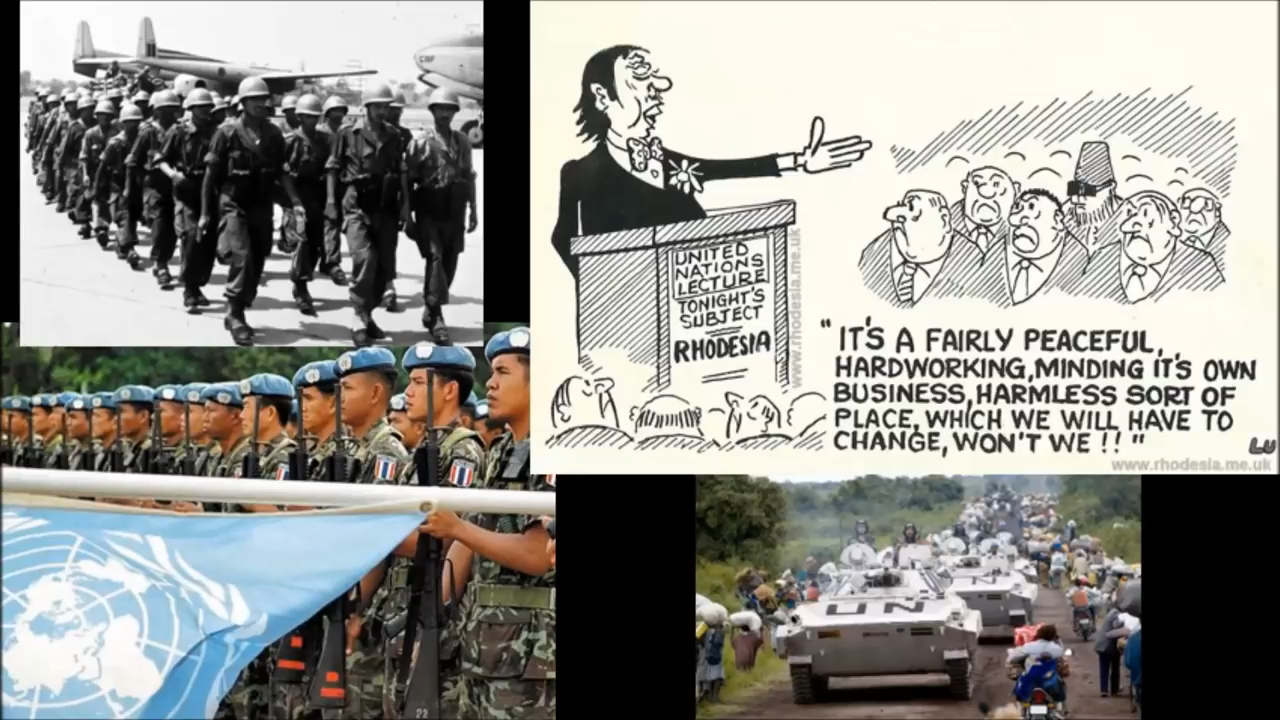 UNITED
NATIONS
LECTURE
TONIGHT'S
SUBJECT
RHODESIA
www.rhodesia.me.uk
"IT'S A FAIRLY PEACEFUL,
HARDWORKING, MINDING IT'S OWN
BUSINESS, HARMLESS SORT OF
PLACE, WHICH WE WILL HAVE TO
CHANGE, WON'T WE !!"
LU
www.rhodesia.me.uk
UN